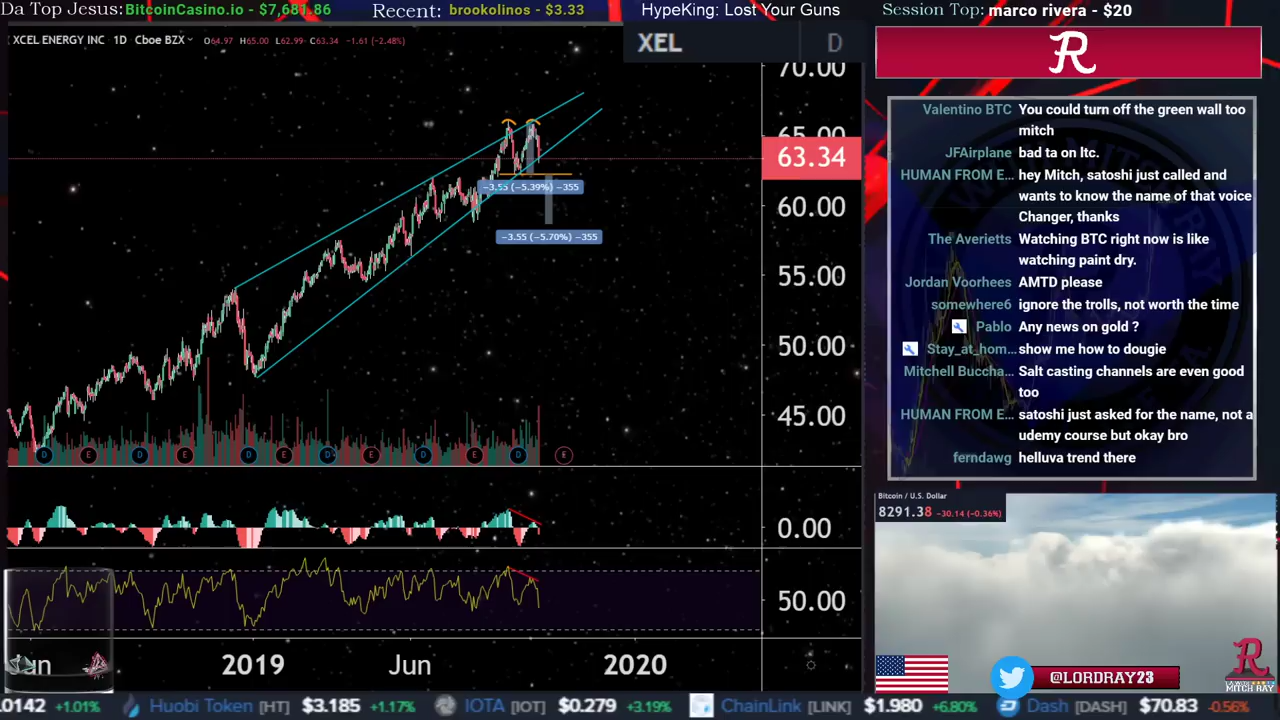 Da Top Jesus: BitcoinCasino.io - $7,681.86
Recent: brookolinos - $3.33
HypeKing: Lost Your Guns
Session Top: marco rivera - $20
XCEL ENERGY INC 1D Cboe BZX
O64.97 H65.00 L62.99 C63.34 -1.61 (-2.48%)
XEL D
70.00
65.00
63.34
60.00
55.00
50.00
45.00
-3.55 (-5.39%) -355
-3.55 (-5.70%) -355
D E D E D E D E D E D E
0.00
50.00
2019 Jun 2020
R
Valentino BTC You could turn off the green wall too
mitch
JFAirplane bad ta on ltc.
HUMAN FROM E... hey Mitch, satoshi just called and
wants to know the name of that voice
Changer, thanks
The Averietts Watching BTC right now is like
watching paint dry.
Jordan Voorhees AMTD please
somewhere6 ignore the trolls, not worth the time
Pablo Any news on gold ?
Stay_at_hom... show me how to dougie
Mitchell Buccha... Salt casting channels are even good
too
HUMAN FROM E... satoshi just asked for the name, not a
udemy course but okay bro
ferndawg helluva trend there
Bitcoin / U.S. Dollar
8291.38 -30.14 (-0.36%)
@LORDRAY23
R
MITCH RAY
.0142 +1.01% Huobi Token [HT] $3.185 +1.17% IOTA [IOT] $0.279 +3.19% ChainLink [LINK] $1.980 +6.80% Dash [DASH] $70.83 -0.56%